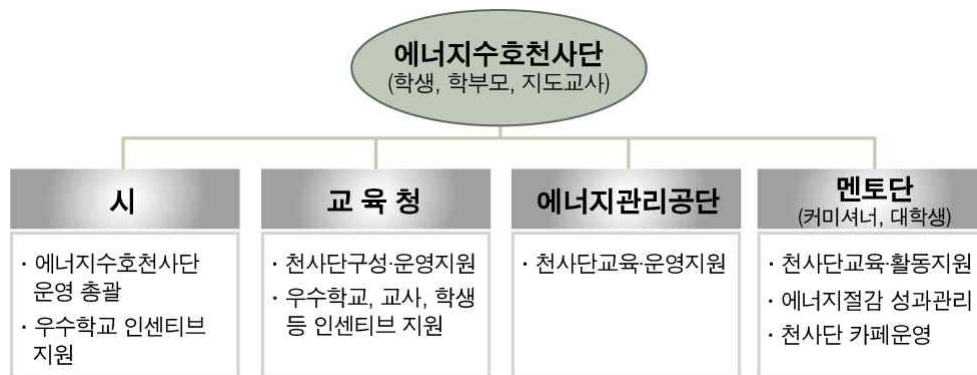 에너지수호천사단
(학생, 학부모, 지도교사)
시
· 에너지수호천사단
운영 총괄
· 우수학교 인센티브
지원
교 육 청
· 천사단구성·운영지원
· 우수학교, 교사, 학생
등 인센티브 지원
에너지관리공단
· 천사단교육·운영지원
멘토단
(커미셔너, 대학생)
· 천사단교육·활동지원
· 에너지절감 성과관리
· 천사단 카페운영